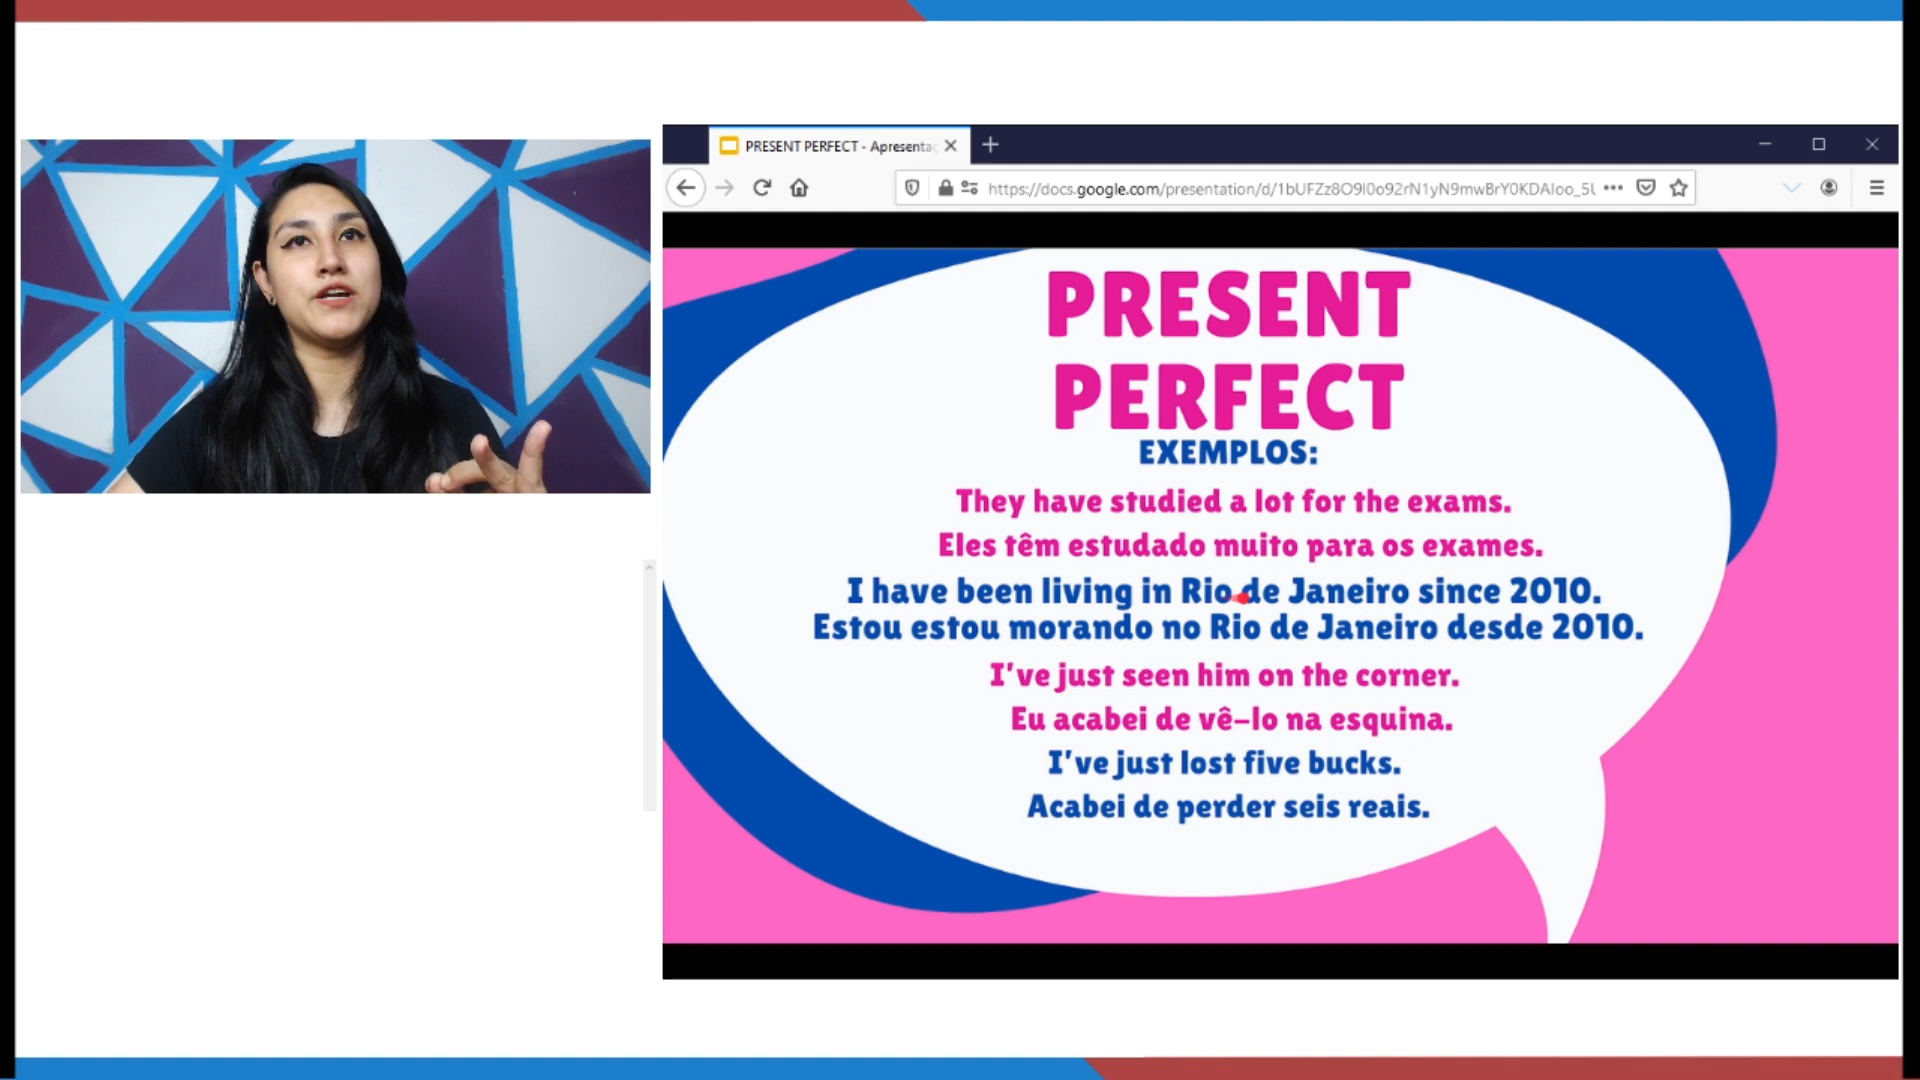 PRESENT PERFECT - Apresenta
https://docs.google.com/presentation/d/1bUFZz8O9I0o92rN1yN9mwBrY0KDAIoo_5l
PRESENT
PERFECT
EXEMPLOS:
They have studied a lot for the exams.
Eles têm estudado muito para os exames.
I have been living in Rio de Janeiro since 2010.
Estou estou morando no Rio de Janeiro desde 2010.
I've just seen him on the corner.
Eu acabei de vê-lo na esquina.
I've just lost five bucks.
Acabei de perder seis reais.